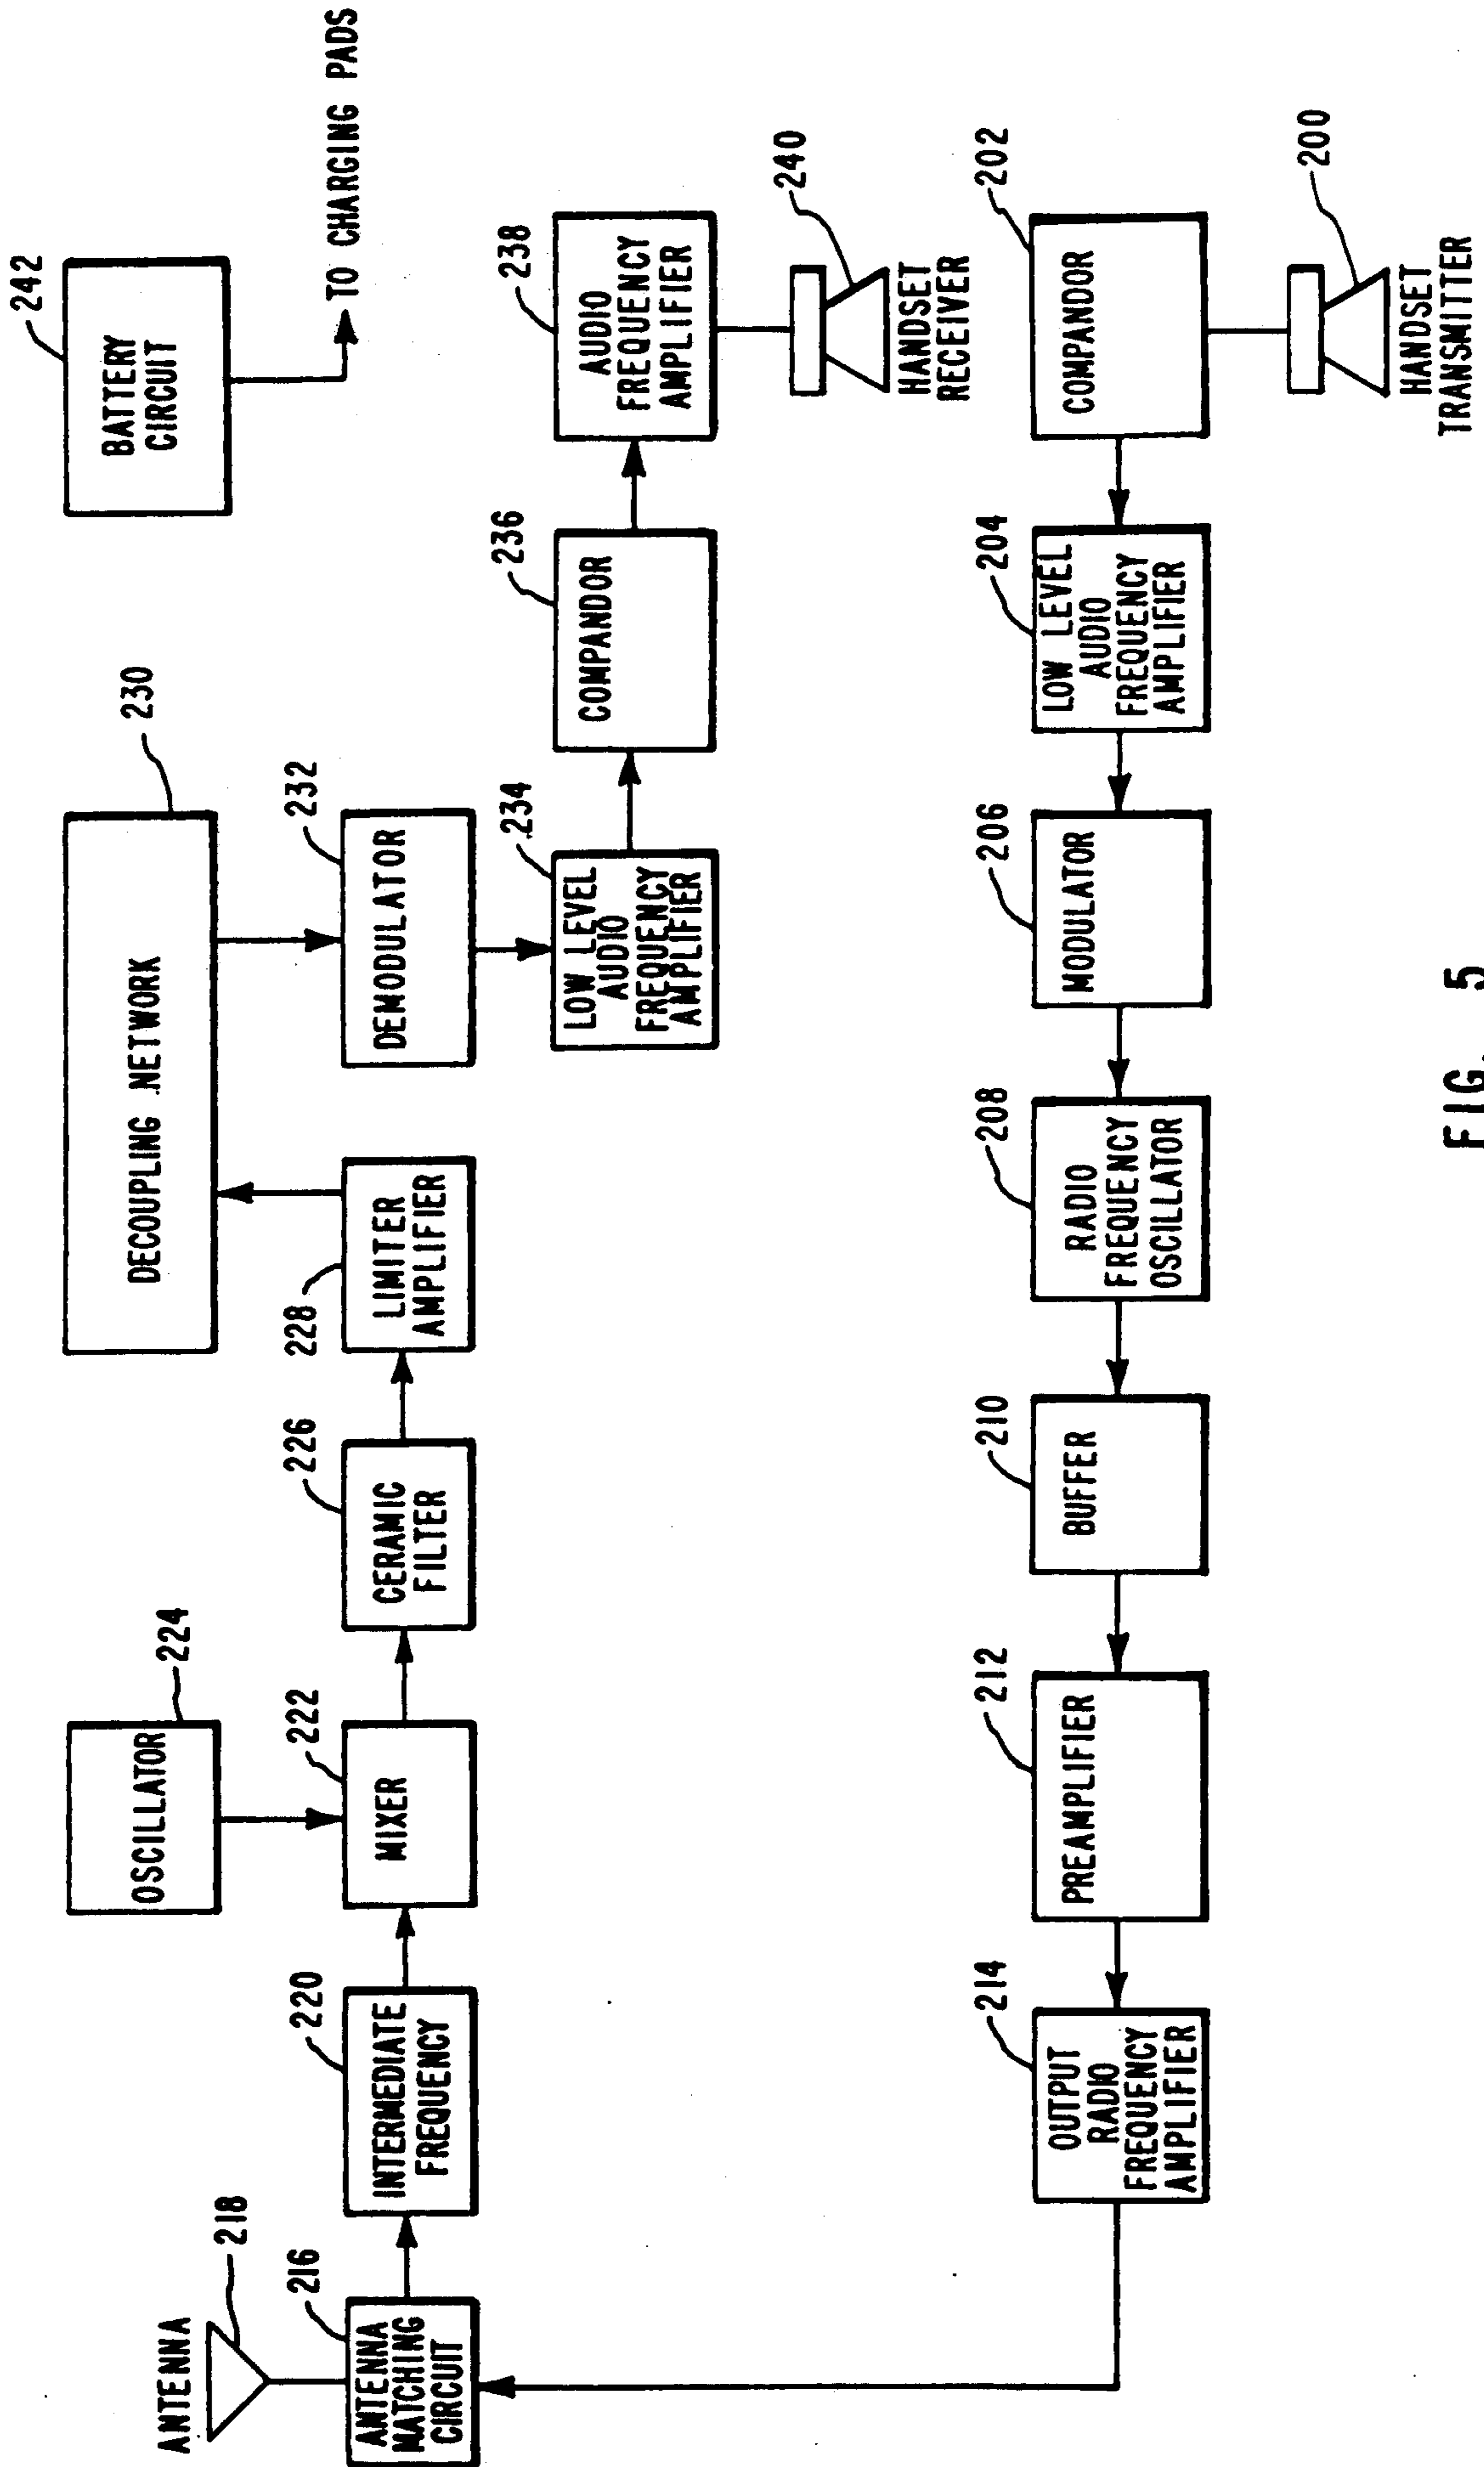 242
BATTERY
CIRCUIT
TO CHARGING PADS
230
DECOUPLING NETWORK
224
OSCILLATOR
ANTENNA
218
216
ANTENNA
MATCHING
CIRCUIT
220
INTERMEDIATE
FREQUENCY
222
MIXER
226
CERAMIC
FILTER
228
LIMITER
AMPLIFIER
232
DEMODULATOR
234
LOW LEVEL
AUDIO
FREQUENCY
AMPLIFIER
236
COMPANDOR
238
AUDIO
FREQUENCY
AMPLIFIER
240
HANDSET
RECEIVER
214
OUTPUT
RADIO
FREQUENCY
AMPLIFIER
212
PREAMPLIFIER
210
BUFFER
208
RADIO
FREQUENCY
OSCILLATOR
206
MODULATOR
204
LOW LEVEL
AUDIO
FREQUENCY
AMPLIFIER
202
COMPANDOR
200
HANDSET
TRANSMITTER
FIG. 5